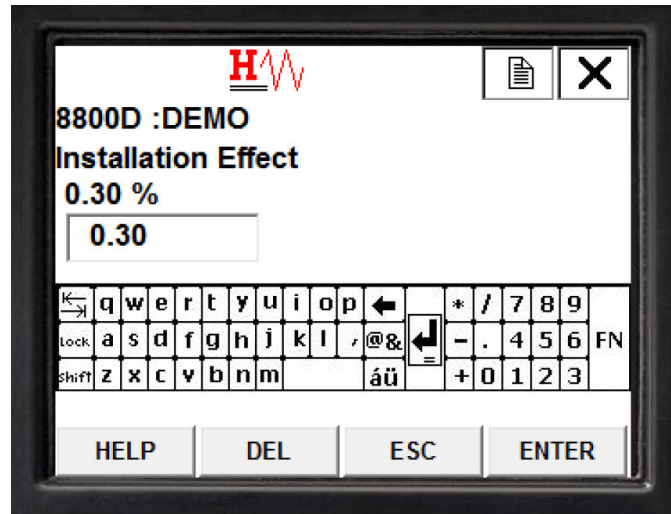 H
8800D :DEMO
Installation Effect
0.30 %
0.30
q w e r t y u i o p * / 7 8 9
Lock a s d f g h j k l , @& - . 4 5 6 FN
Shift z x c v b n m áü = + 0 1 2 3
HELP DEL ESC ENTER